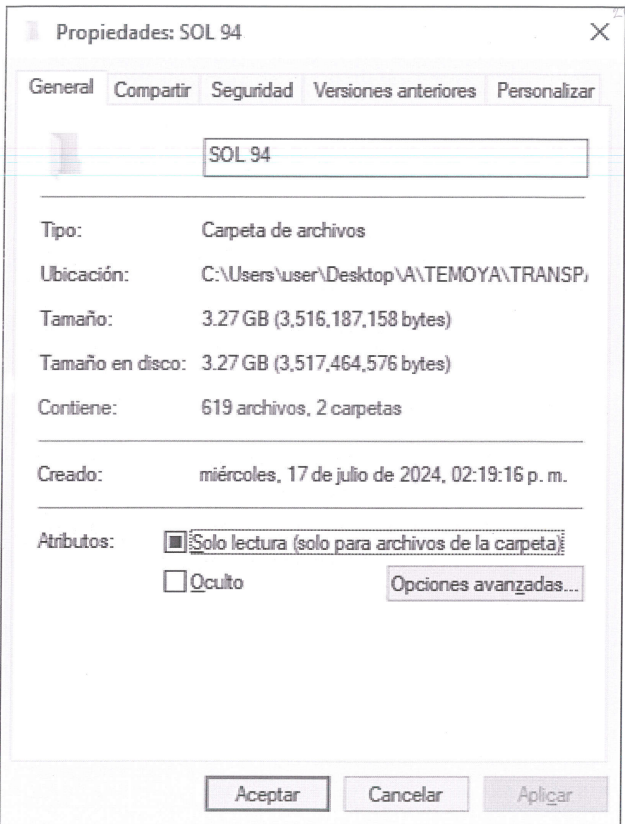 Propiedades: SOL 94
General Compartir Seguridad Versiones anteriores Personalizar
SOL 94
Tipo: Carpeta de archivos
Ubicación: C:\Users\user\Desktop\A\TEMOYA\TRANSP
Tamaño: 3.27 GB (3,516,187,158 bytes)
Tamaño en disco: 3.27 GB (3,517,464,576 bytes)
Contiene: 619 archivos, 2 carpetas
Creado: miércoles, 17 de julio de 2024, 02:19:16 p. m.
Atributos: Solo lectura (solo para archivos de la carpeta)
Oculto Opciones avanzadas...
Aceptar Cancelar Aplicar